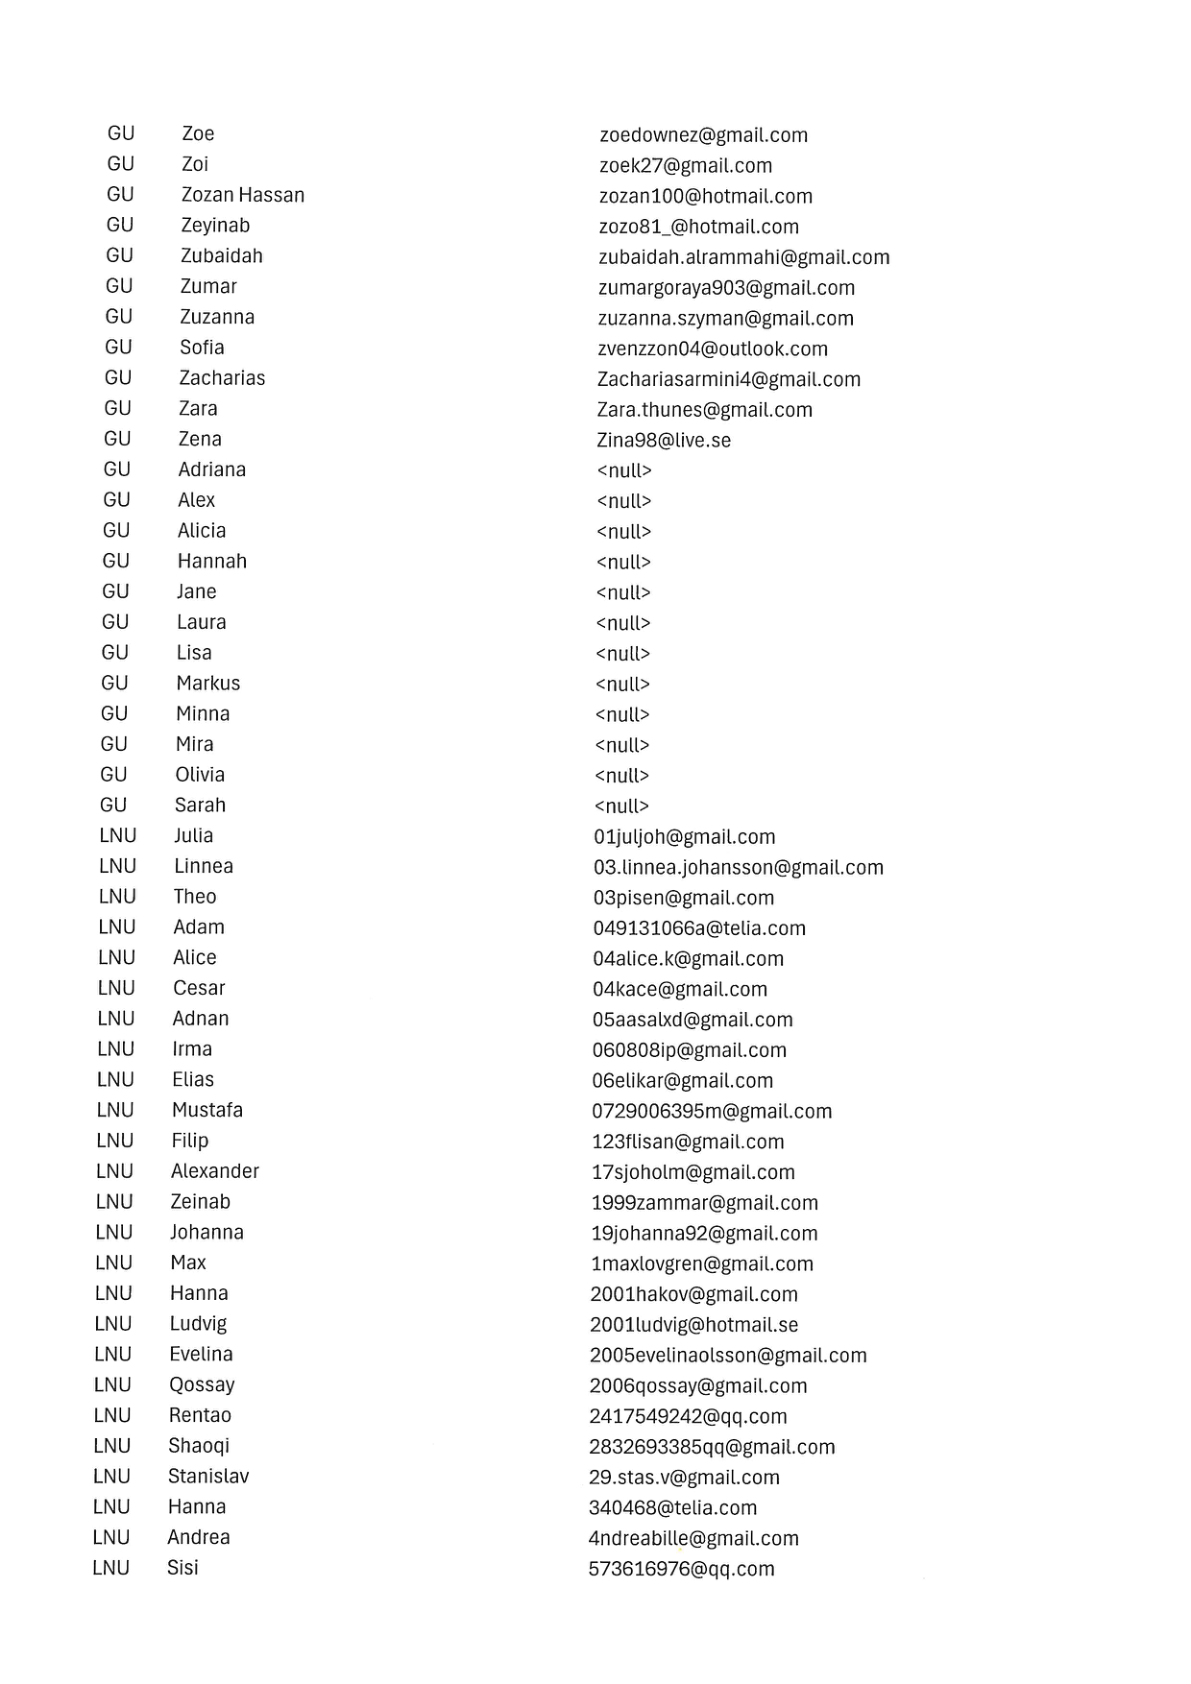 GU Zoe zoedownez@gmail.com
GU Zoi zoek27@gmail.com
GU Zozan Hassan zozan100@hotmail.com
GU Zeyinab zozo81_@hotmail.com
GU Zubaidah zubaidah.alrammahi@gmail.com
GU Zumar zumargoraya903@gmail.com
GU Zuzanna zuzanna.szyman@gmail.com
GU Sofia zvenzzon04@outlook.com
GU Zacharias Zachariasarmini4@gmail.com
GU Zara Zara.thunes@gmail.com
GU Zena Zina98@live.se
GU Adriana <null>
GU Alex <null>
GU Alicia <null>
GU Hannah <null>
GU Jane <null>
GU Laura <null>
GU Lisa <null>
GU Markus <null>
GU Minna <null>
GU Mira <null>
GU Olivia <null>
GU Sarah <null>
LNU Julia 01juljoh@gmail.com
LNU Linnea 03.linnea.johansson@gmail.com
LNU Theo 03pisen@gmail.com
LNU Adam 049131066a@telia.com
LNU Alice 04alice.k@gmail.com
LNU Cesar 04kace@gmail.com
LNU Adnan 05aasalxd@gmail.com
LNU Irma 060808ip@gmail.com
LNU Elias 06elikar@gmail.com
LNU Mustafa 0729006395m@gmail.com
LNU Filip 123flisan@gmail.com
LNU Alexander 17sjoholm@gmail.com
LNU Zeinab 1999zammar@gmail.com
LNU Johanna 19johanna92@gmail.com
LNU Max 1maxlovgren@gmail.com
LNU Hanna 2001hakov@gmail.com
LNU Ludvig 2001ludvig@hotmail.se
LNU Evelina 2005evelinaolsson@gmail.com
LNU Qossay 2006qossay@gmail.com
LNU Rentao 2417549242@qq.com
LNU Shaoqi 2832693385qq@gmail.com
LNU Stanislav 29.stas.v@gmail.com
LNU Hanna 340468@telia.com
LNU Andrea 4ndreabille@gmail.com
LNU Sisi 573616976@qq.com